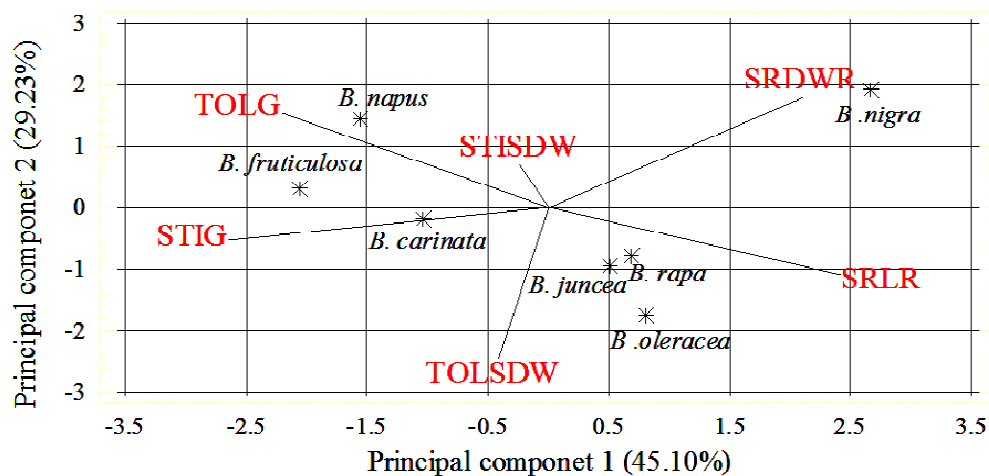 3
2
1
0
-1
-2
-3
Principal component 2 (29.23%)
TOLG
B. napus
SRDWR
B .nigra
STISDW
B. fruticulosa
STIG
B. carinata
B. juncea
B. rapa
SRLR
B .oleracea
TOLSDW
-3.5 -2.5 -1.5 -0.5 0.5 1.5 2.5 3.5
Principal componet 1 (45.10%)